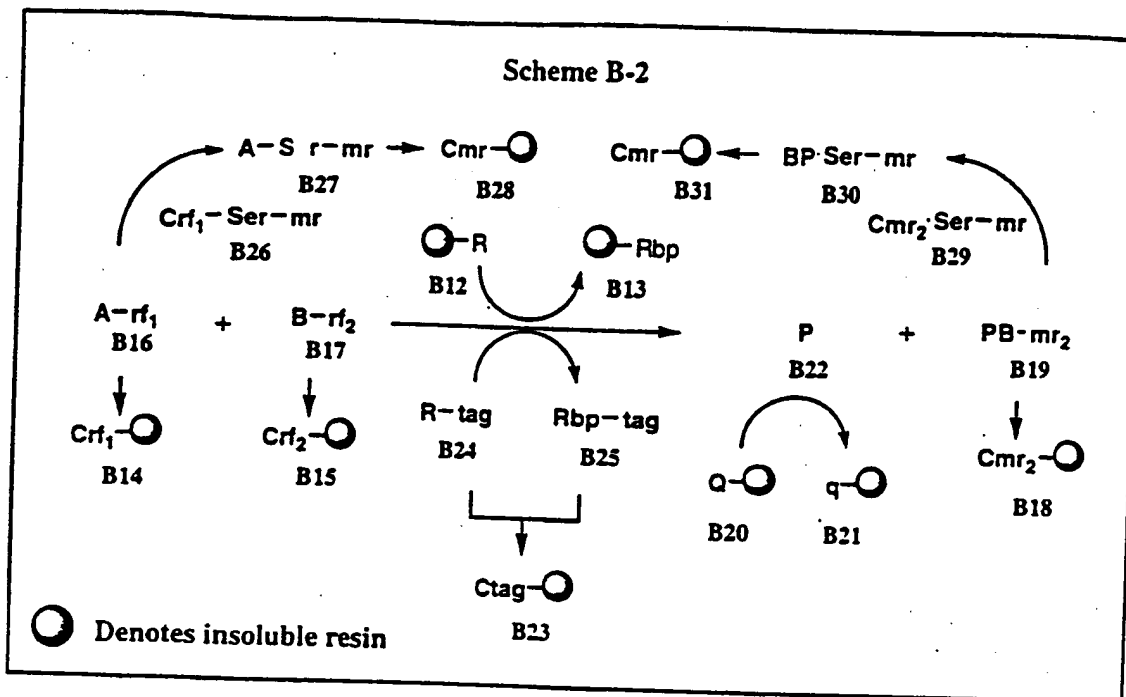 Scheme B-2
A–S r–mr → Cmr–
B27 B28
Cmr– ← BP·Ser–mr
B31 B30
Crf₁–Ser–mr
B26
Cmr₂·Ser–mr
B29
–R –Rbp
B12 B13
A–rf₁ + B–rf₂
B16 B17
P + PB–mr₂
B22 B19
R–tag Rbp–tag
B24 B25
Crf₁– Crf₂–
B14 B15
Q– q–
B20 B21
Cmr₂–
B18
Ctag–
B23
Denotes insoluble resin